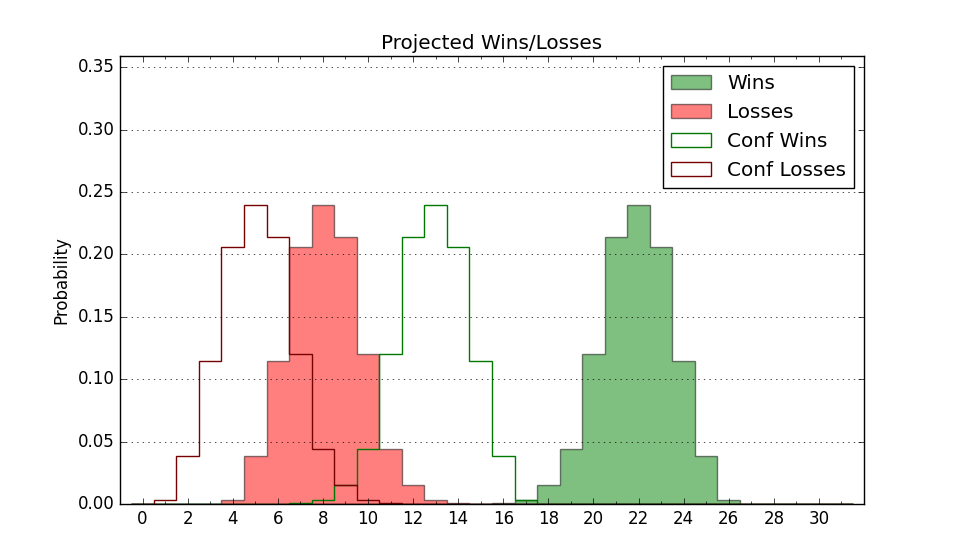 Projected Wins/Losses
0.35
0.30
0.25
0.20
0.15
0.10
0.05
0.00
Probability
Wins
Losses
Conf Wins
Conf Losses
0 2 4 6 8 10 12 14 16 18 20 22 24 26 28 30